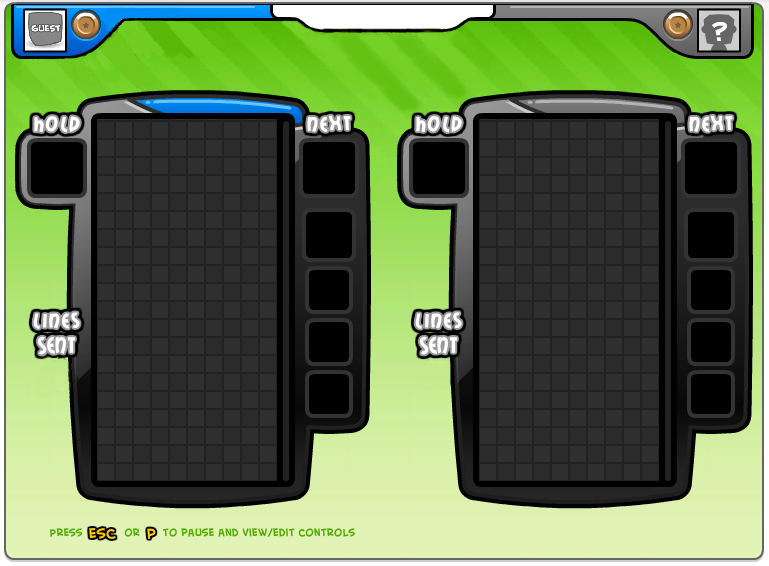 GUEST
?
HOLD
NEXT
HOLD
NEXT
LINES
SENT
LINES
SENT
PRESS ESC OR P TO PAUSE AND VIEW/EDIT CONTROLS